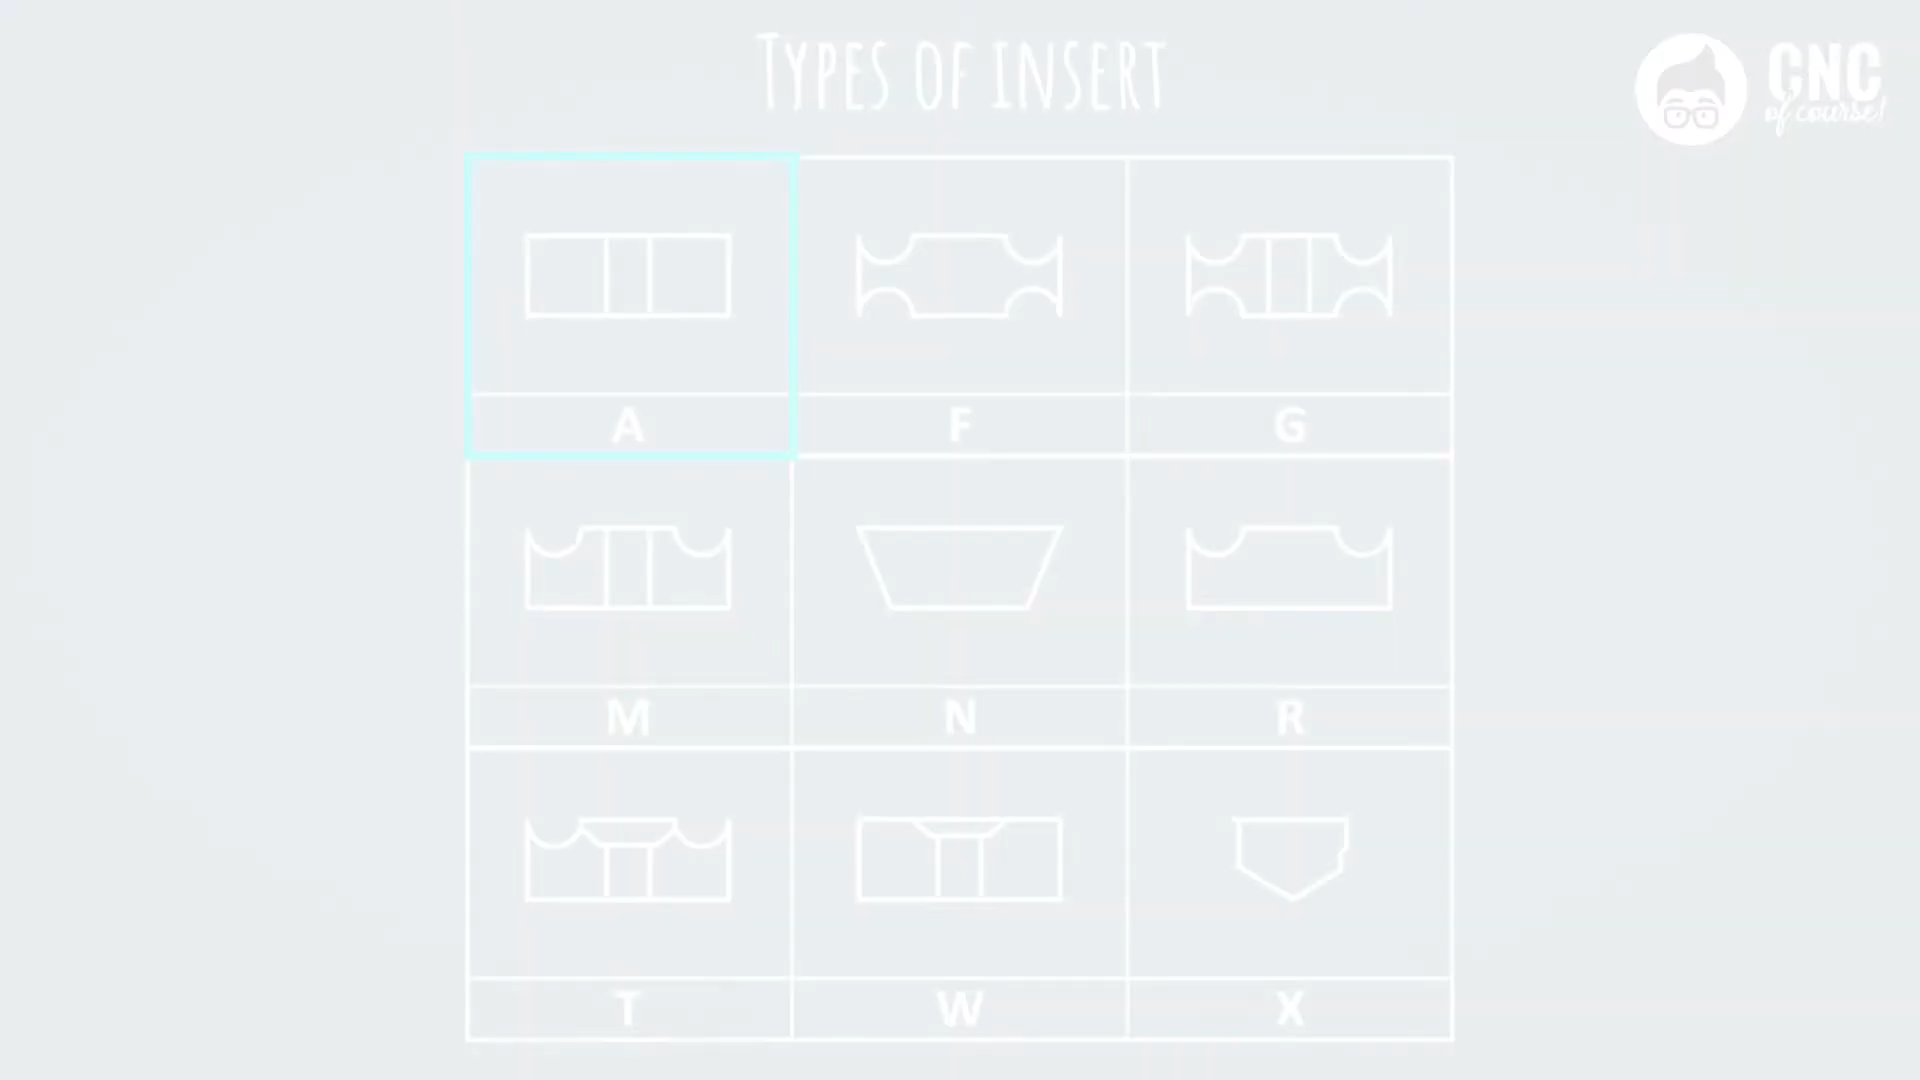 TYPES OF INSERT
CNC
of course!
A F G
M N R
T W X